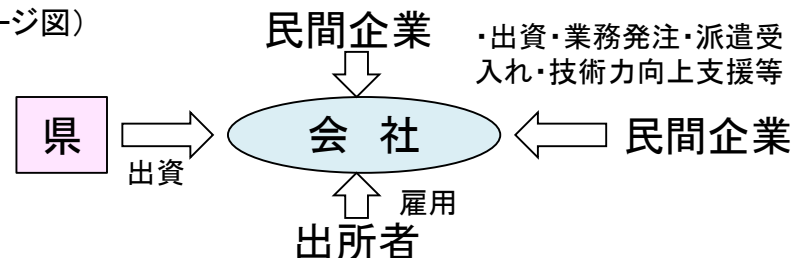 ージ図）
民間企業
・出資・業務発注・派遣受
入れ・技術力向上支援等
県
会 社
民間企業
出資
雇用
出所者